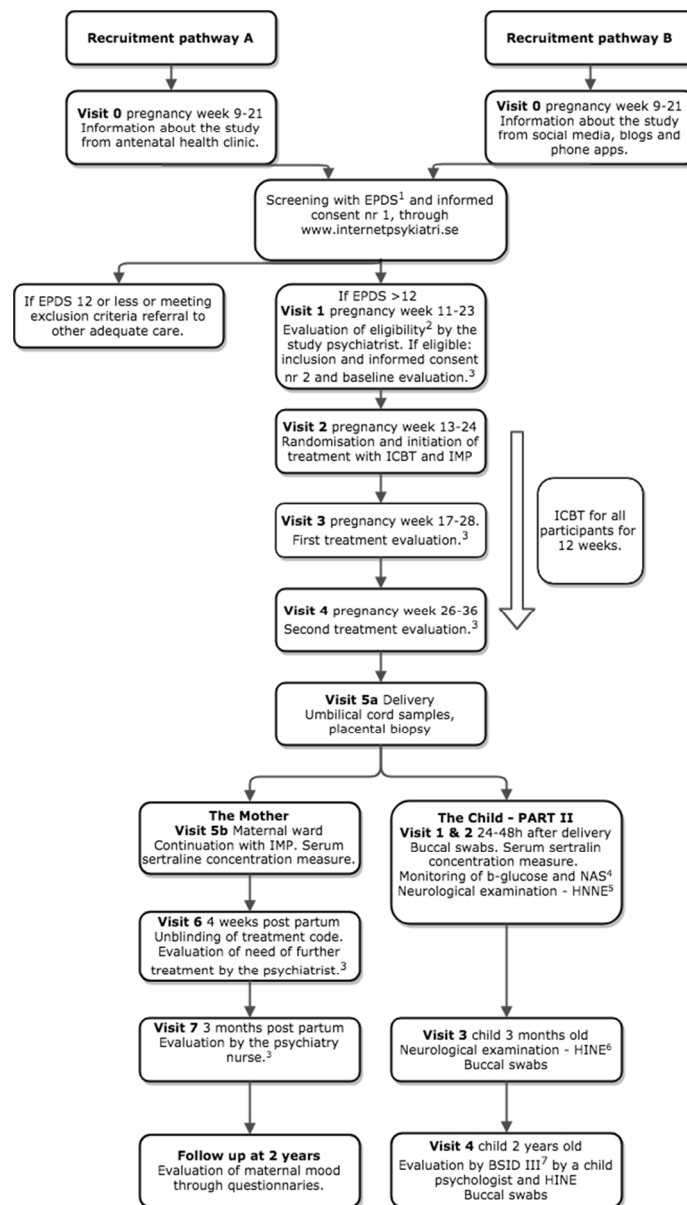 Recruitment pathway A
Recruitment pathway B
Visit 0 pregnancy week 9-21
Information about the study
from antenatal health clinic.
Visit 0 pregnancy week 9-21
Information about the study
from social media, blogs and
phone apps.
Screening with EPDS¹ and informed
consent nr 1, through
www.internetpsykiatri.se
If EPDS 12 or less or meeting
exclusion criteria referral to
other adequate care.
If EPDS >12
Visit 1 pregnancy week 11-23
Evaluation of eligibility² by the
study psychiatrist. If eligible:
inclusion and informed consent
nr 2 and baseline evaluation.³
Visit 2 pregnancy week 13-24
Randomisation and initiation of
treatment with ICBT and IMP
ICBT for all
participants for
12 weeks.
Visit 3 pregnancy week 17-28.
First treatment evaluation.³
Visit 4 pregnancy week 26-36
Second treatment evaluation.³
Visit 5a Delivery
Umbilical cord samples,
placental biopsy
The Mother
Visit 5b Maternal ward
Continuation with IMP. Serum
sertraline concentration measure.
The Child - PART II
Visit 1 & 2 24-48h after delivery
Buccal swabs. Serum sertralin
concentration measure.
Monitoring of b-glucose and NAS⁴
Neurological examination - HNNE⁵
Visit 6 4 weeks post partum
Unblinding of treatment code.
Evaluation of need of further
treatment by the psychiatrist.³
Visit 7 3 months post partum
Evaluation by the psychiatry
nurse.³
Visit 3 child 3 months old
Neurological examination - HINE⁶
Buccal swabs
Follow up at 2 years
Evaluation of maternal mood
through questionnaries.
Visit 4 child 2 years old
Evaluation by BSID III⁷ by a child
psychologist and HINE
Buccal swabs